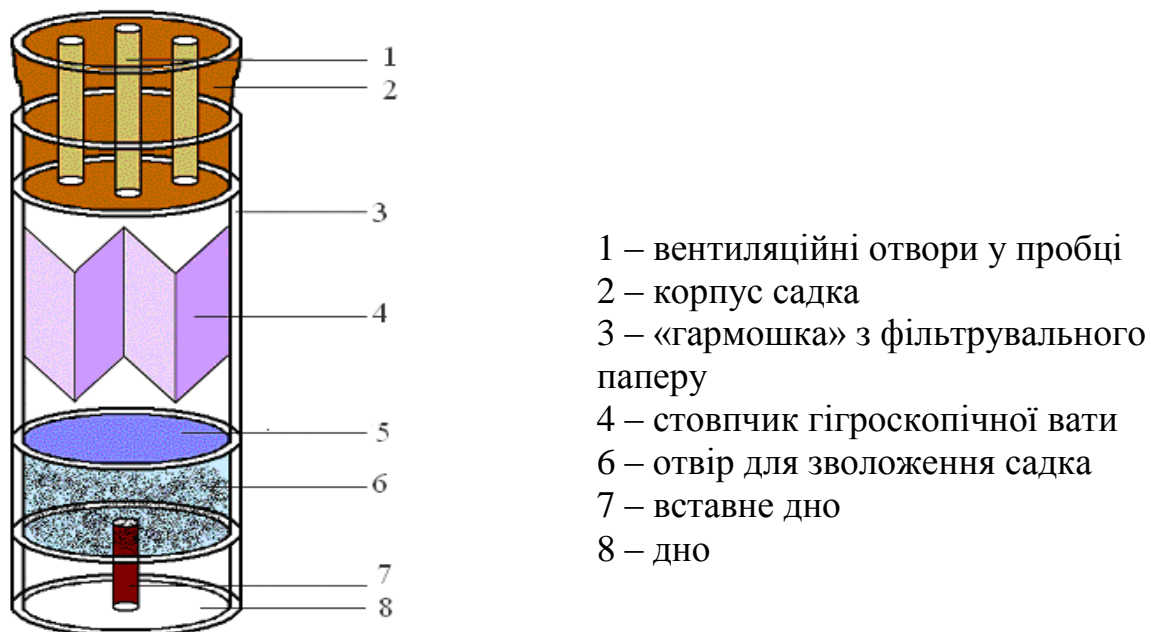 1
2
3
4
5
6
7
8
1 – вентиляційні отвори у пробці
2 – корпус садка
3 – «гармошка» з фільтрувального
паперу
4 – стовпчик гігроскопічної вати
6 – отвір для зволоження садка
7 – вставне дно
8 – дно